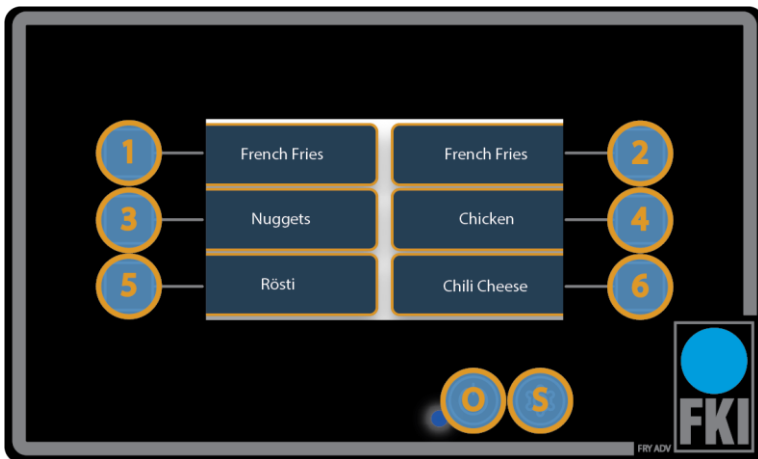 1 French Fries French Fries 2
3 Nuggets Chicken 4
5 Rösti Chili Cheese 6
O S
FKI
FRY ADV